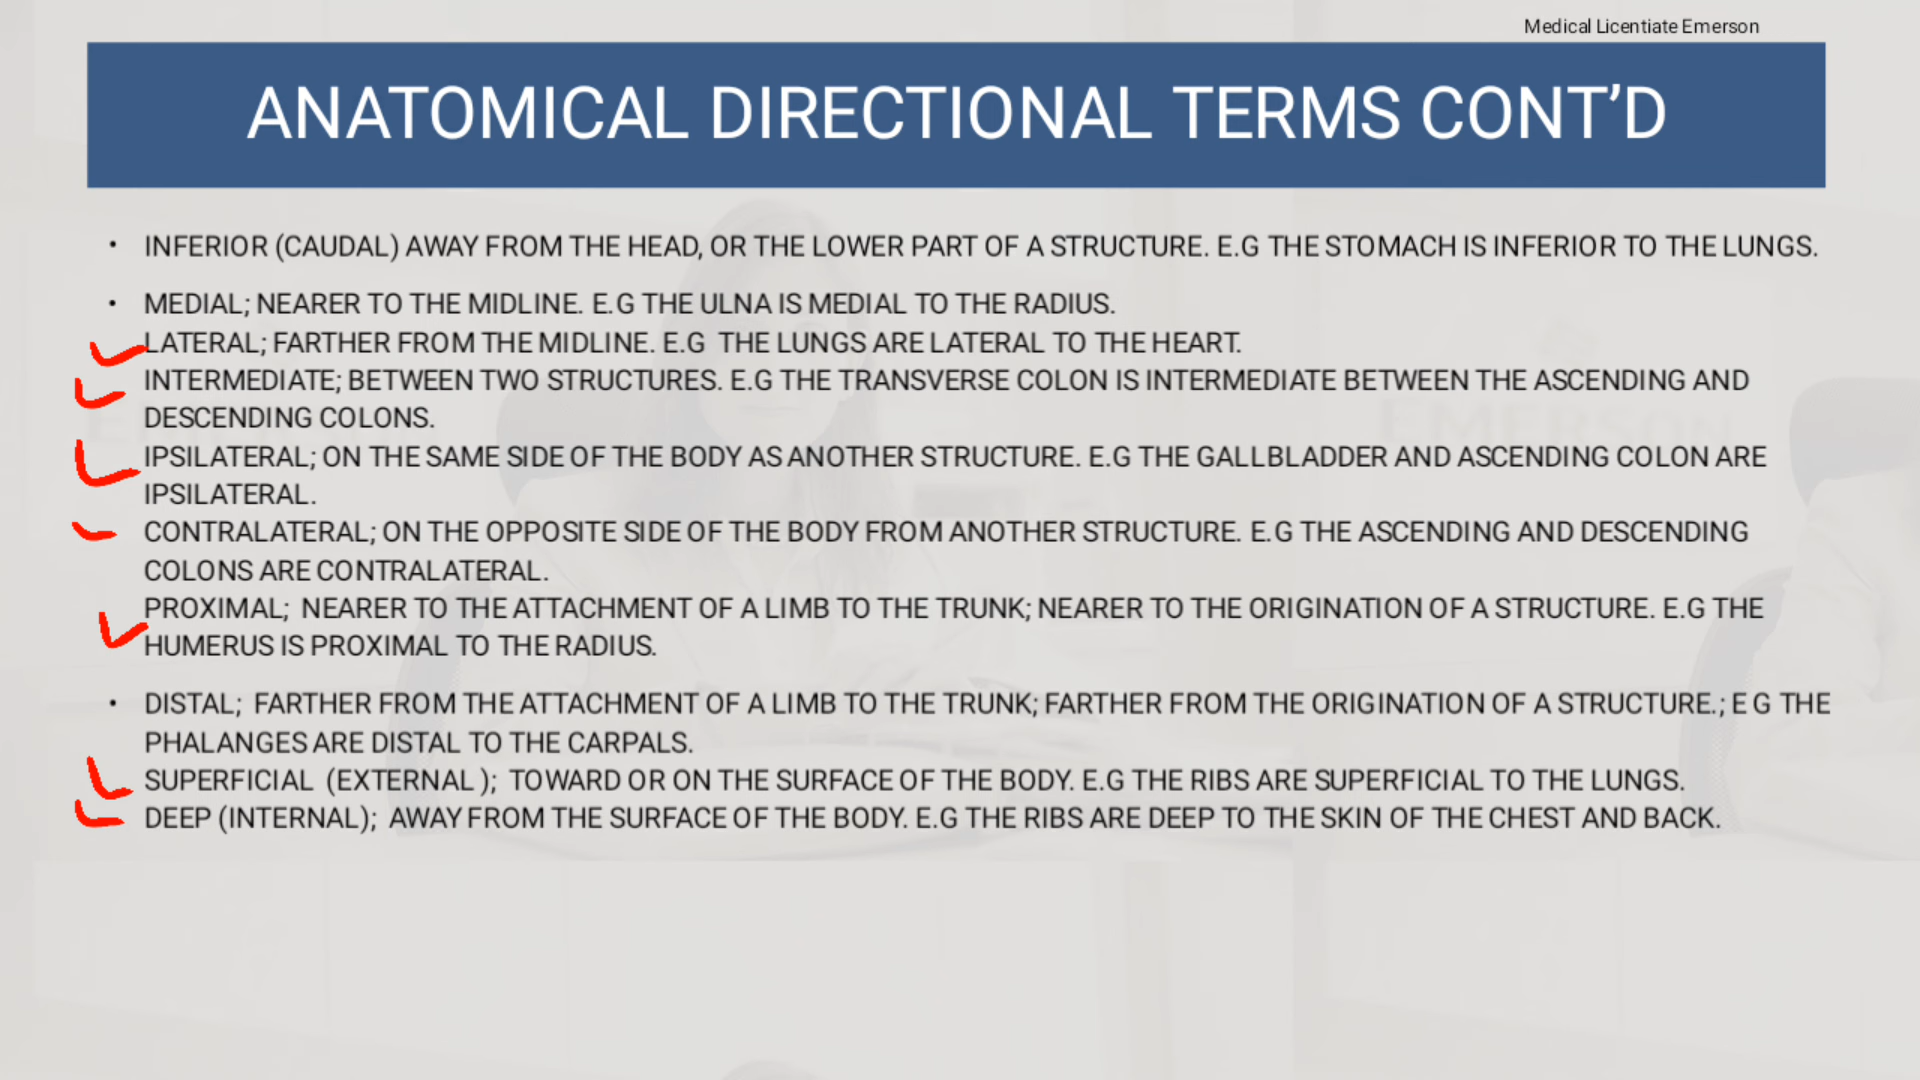 Medical Licentiate Emerson
ANATOMICAL DIRECTIONAL TERMS CONT’D
• INFERIOR (CAUDAL) AWAY FROM THE HEAD, OR THE LOWER PART OF A STRUCTURE. E.G THE STOMACH IS INFERIOR TO THE LUNGS.
• MEDIAL; NEARER TO THE MIDLINE. E.G THE ULNA IS MEDIAL TO THE RADIUS.
LATERAL; FARTHER FROM THE MIDLINE. E.G THE LUNGS ARE LATERAL TO THE HEART.
INTERMEDIATE; BETWEEN TWO STRUCTURES. E.G THE TRANSVERSE COLON IS INTERMEDIATE BETWEEN THE ASCENDING AND
DESCENDING COLONS.
IPSILATERAL; ON THE SAME SIDE OF THE BODY AS ANOTHER STRUCTURE. E.G THE GALLBLADDER AND ASCENDING COLON ARE
IPSILATERAL.
CONTRALATERAL; ON THE OPPOSITE SIDE OF THE BODY FROM ANOTHER STRUCTURE. E.G THE ASCENDING AND DESCENDING
COLONS ARE CONTRALATERAL.
PROXIMAL; NEARER TO THE ATTACHMENT OF A LIMB TO THE TRUNK; NEARER TO THE ORIGINATION OF A STRUCTURE. E.G THE
HUMERUS IS PROXIMAL TO THE RADIUS.
• DISTAL; FARTHER FROM THE ATTACHMENT OF A LIMB TO THE TRUNK; FARTHER FROM THE ORIGINATION OF A STRUCTURE.; E G THE
PHALANGES ARE DISTAL TO THE CARPALS.
SUPERFICIAL (EXTERNAL ); TOWARD OR ON THE SURFACE OF THE BODY. E.G THE RIBS ARE SUPERFICIAL TO THE LUNGS.
DEEP (INTERNAL); AWAY FROM THE SURFACE OF THE BODY. E.G THE RIBS ARE DEEP TO THE SKIN OF THE CHEST AND BACK.
EMERSON